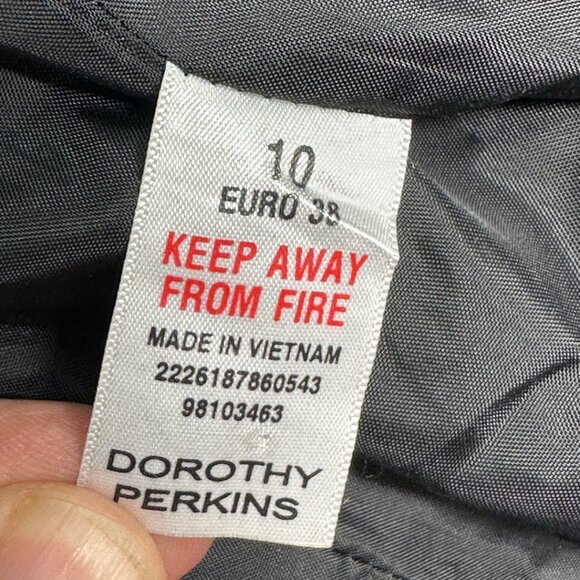 10
EURO 38
KEEP AWAY
FROM FIRE
MADE IN VIETNAM
2226187860543
98103463
DOROTHY
PERKINS